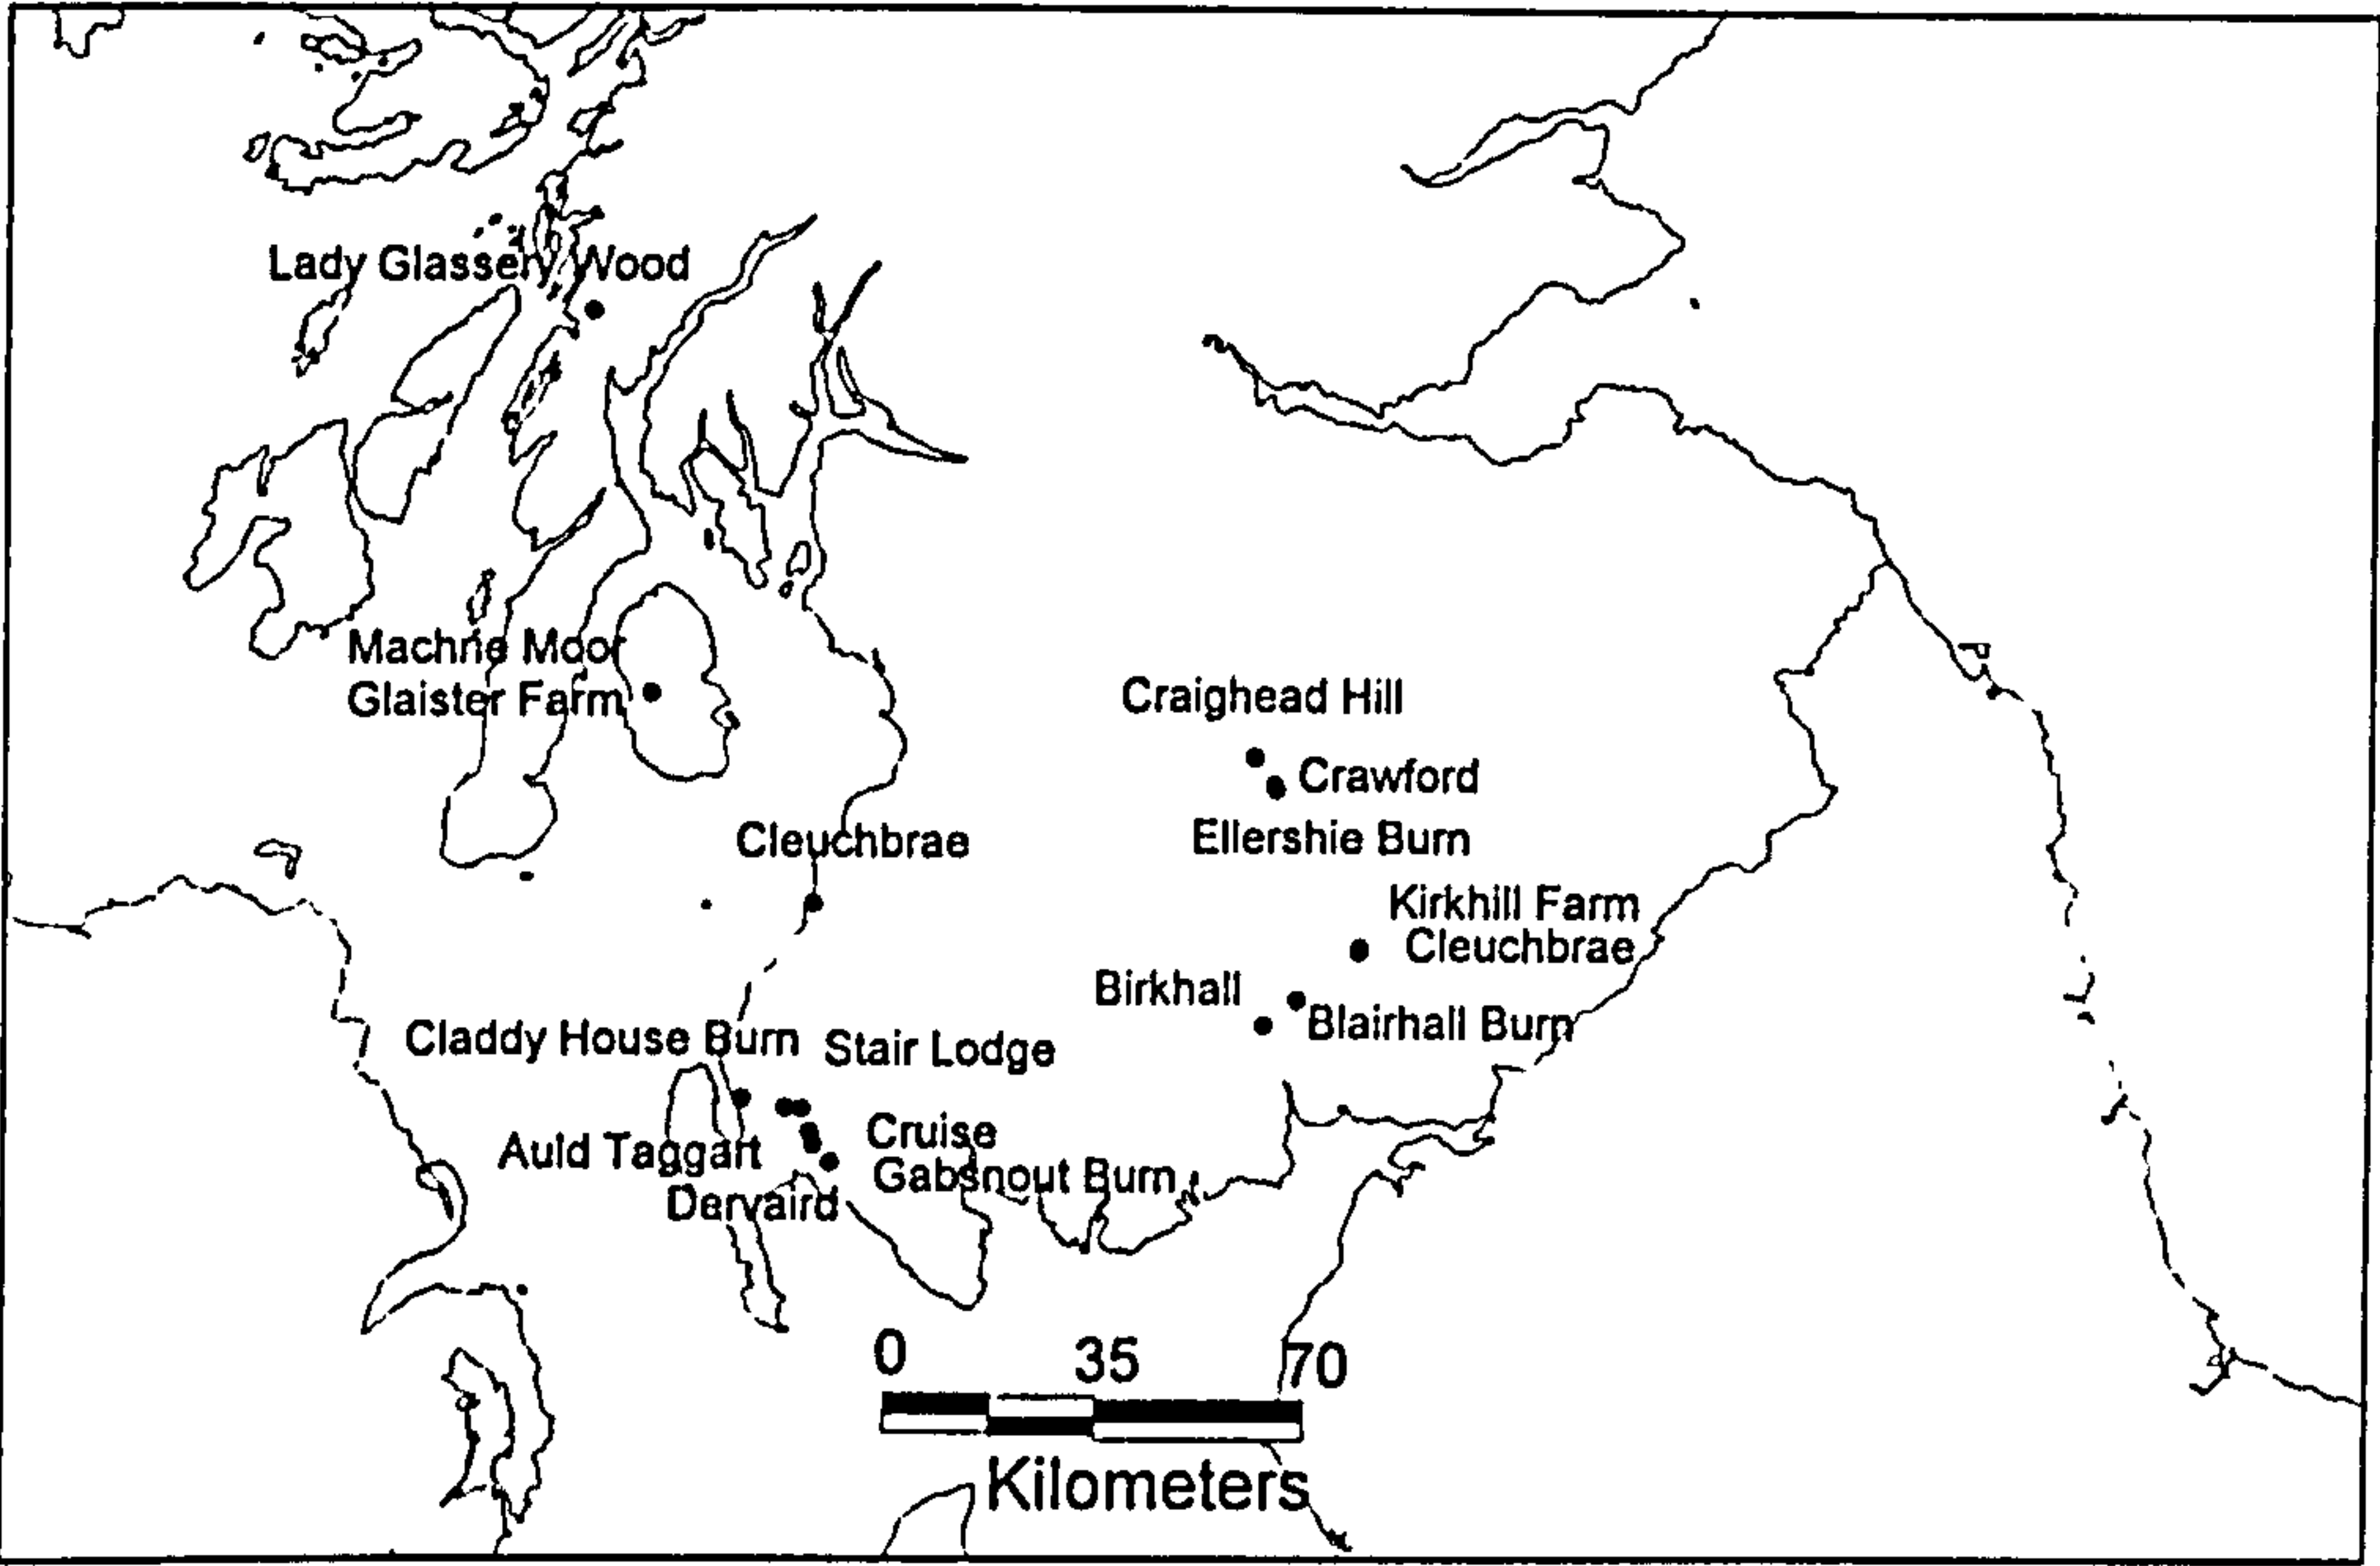 Lady Glassery Wood
Machrie Moor
Glaister Farm
Craighead Hill
Crawford
Ellershie Burn
Cleuchbrae
Kirkhill Farm
Cleuchbrae
Birkhall
Blairhall Burn
Claddy House Burn
Stair Lodge
Cruise
Auld Taggart
Gabsnout Burn
Dervaird
0 35 70
Kilometers